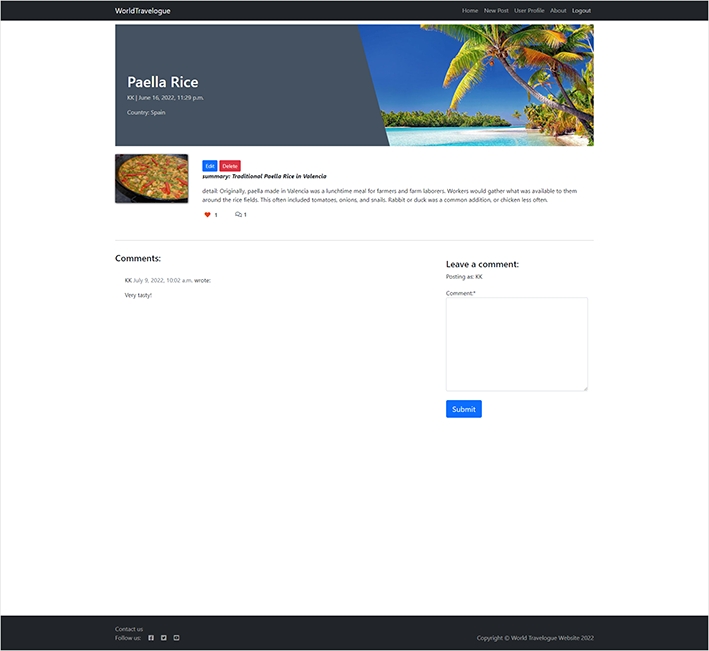 WorldTravelogue
Home New Post User Profile About Logout
Paella Rice
KK | June 16, 2022, 11:29 p.m.
Country: Spain
Edit Delete
summary: Traditional Paella Rice in Valencia
detail: Originally, paella made in Valencia was a lunchtime meal for farmers and farm laborers. Workers would gather what was available to them
around the rice fields. This often included tomatoes, onions, and snails. Rabbit or duck was a common addition, or chicken less often.
1 1
Comments:
KK July 9, 2022, 10:02 a.m. wrote:
Very tasty!
Leave a comment:
Posting as: KK
Comment:*
Submit
Contact us
Follow us:
Copyright © World Travelogue Website 2022